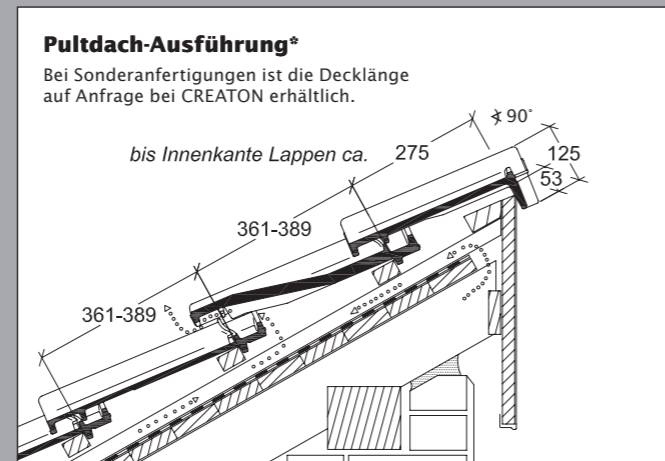 Pultdach-Ausführung*
Bei Sonderanfertigungen ist die Decklänge
auf Anfrage bei CREATON erhältlich.
∢ 90°
bis Innenkante Lappen ca. 275
125
53
361-389
361-389